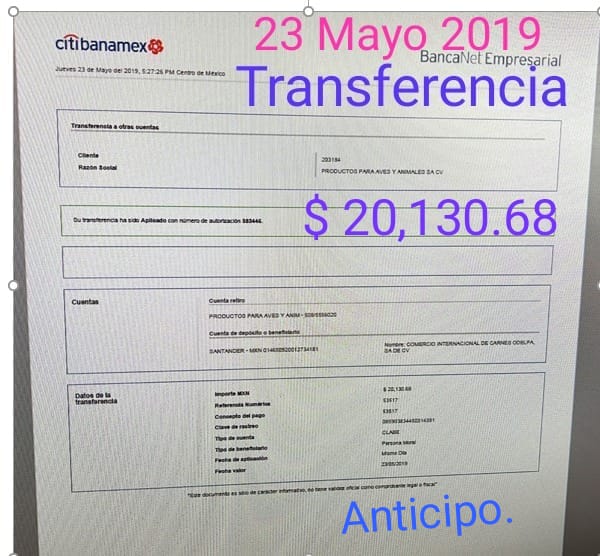 23 Mayo 2019
citibanamex
BancaNet Empresarial
Jueves 23 de Mayo del 2019, 5:27:26 PM Centro de México
Transferencia
Transferencia a otras cuentas
Cliente 203184
Razón Social PRODUCTOS PARA AVES Y ANIMALES SA CV
$ 20,130.68
Su transferencia ha sido Aplicado con número de autorización
Cuentas
Cuenta retiro
PRODUCTOS PARA AVES Y ANIM -
Cuenta de depósito o beneficiario
SANTANDER - MXN
Nombre: COMERCIO INTERNACIONAL DE CARNES
SA DE CV
Datos de la
transferencia
Importe MXN $ 20,130.68
Referencia Numérica 53517
Concepto del pago 53517
Clave de rastreo
Tipo de cuenta CLABE
Tipo de beneficiario Persona Moral
Fecha de aplicación Mismo Día
Fecha valor 23/05/2019
"Este documento es sólo de carácter informativo, no tiene validez oficial como comprobante legal o fiscal"
Anticipo.